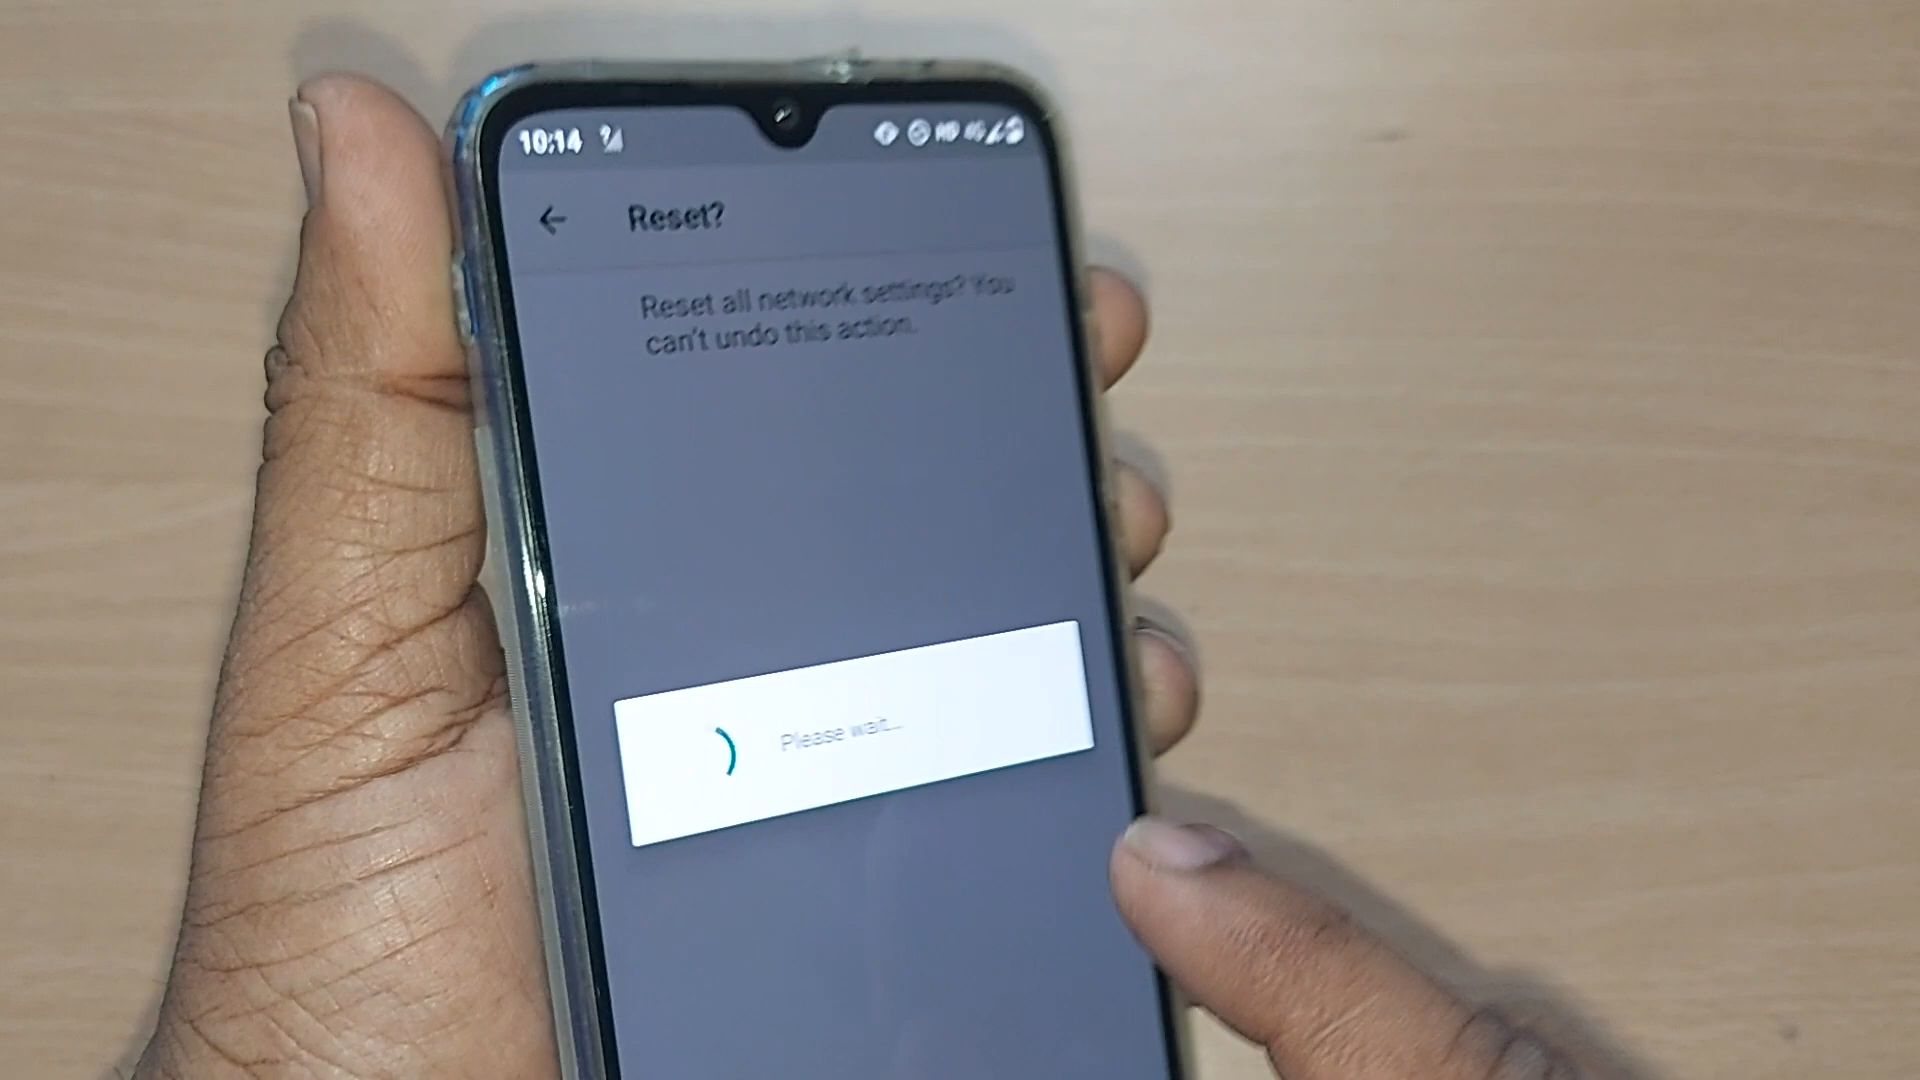 10:14
Reset?
Reset all network settings? You
can't undo this action.
Please wait...